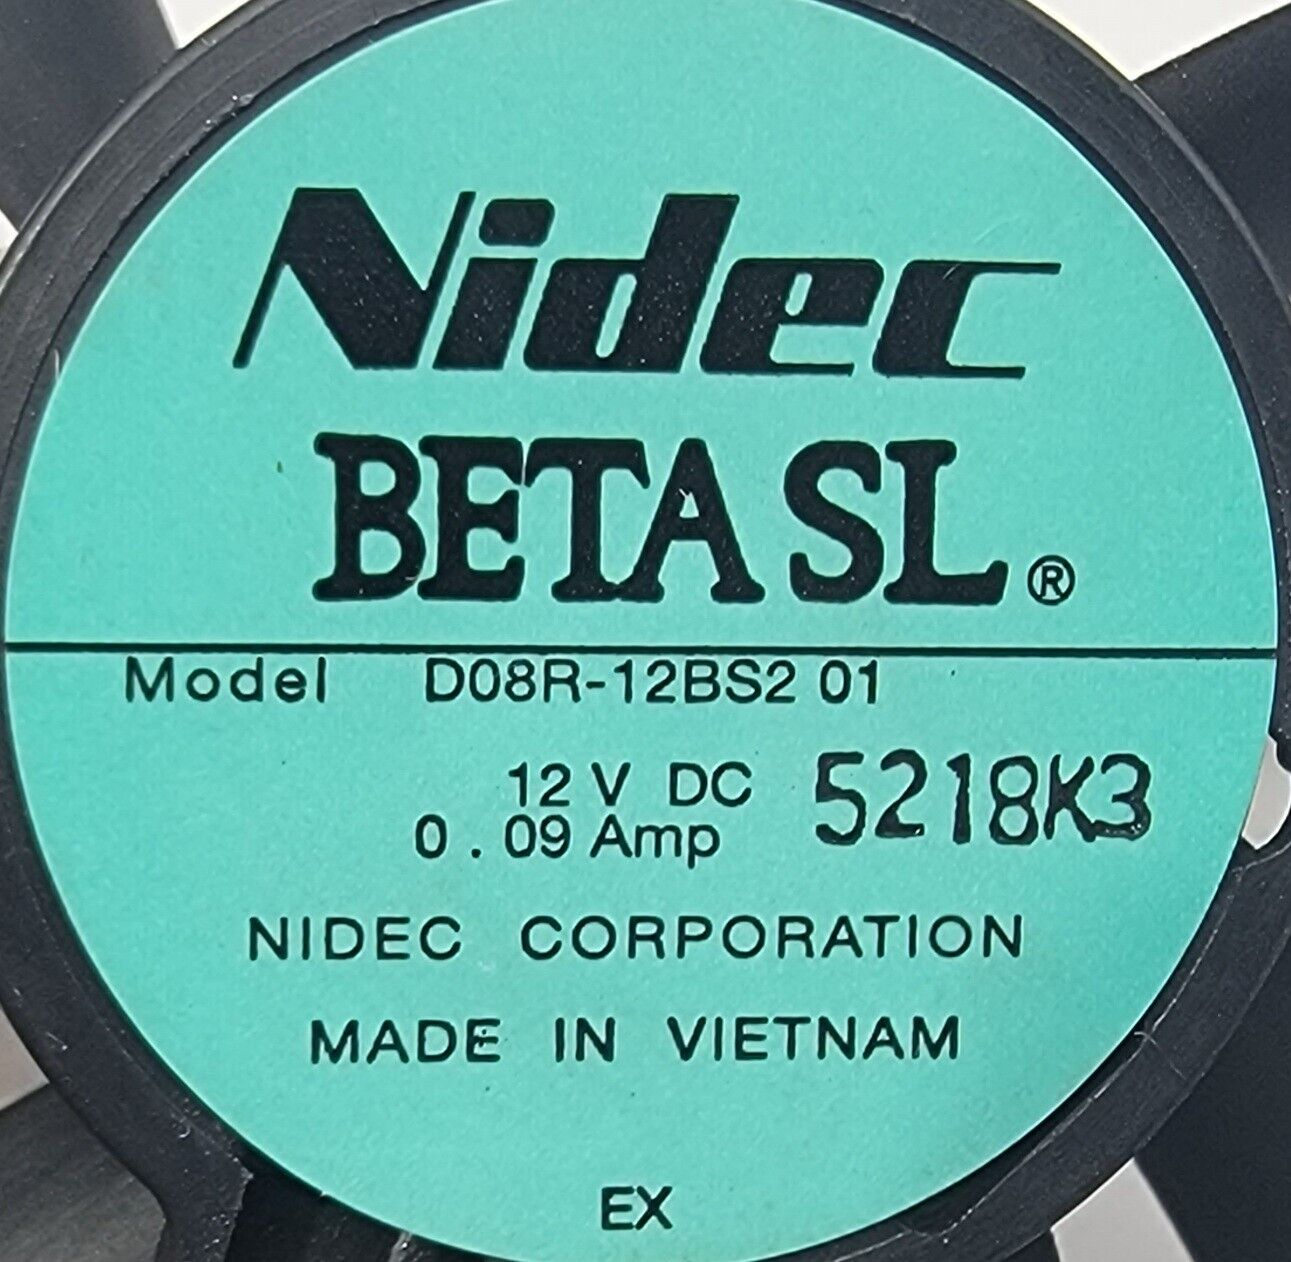 Nidec
BETA SL ®
Model D08R-12BS2 01
12 V DC 5218K3
0.09 Amp
NIDEC CORPORATION
MADE IN VIETNAM
EX